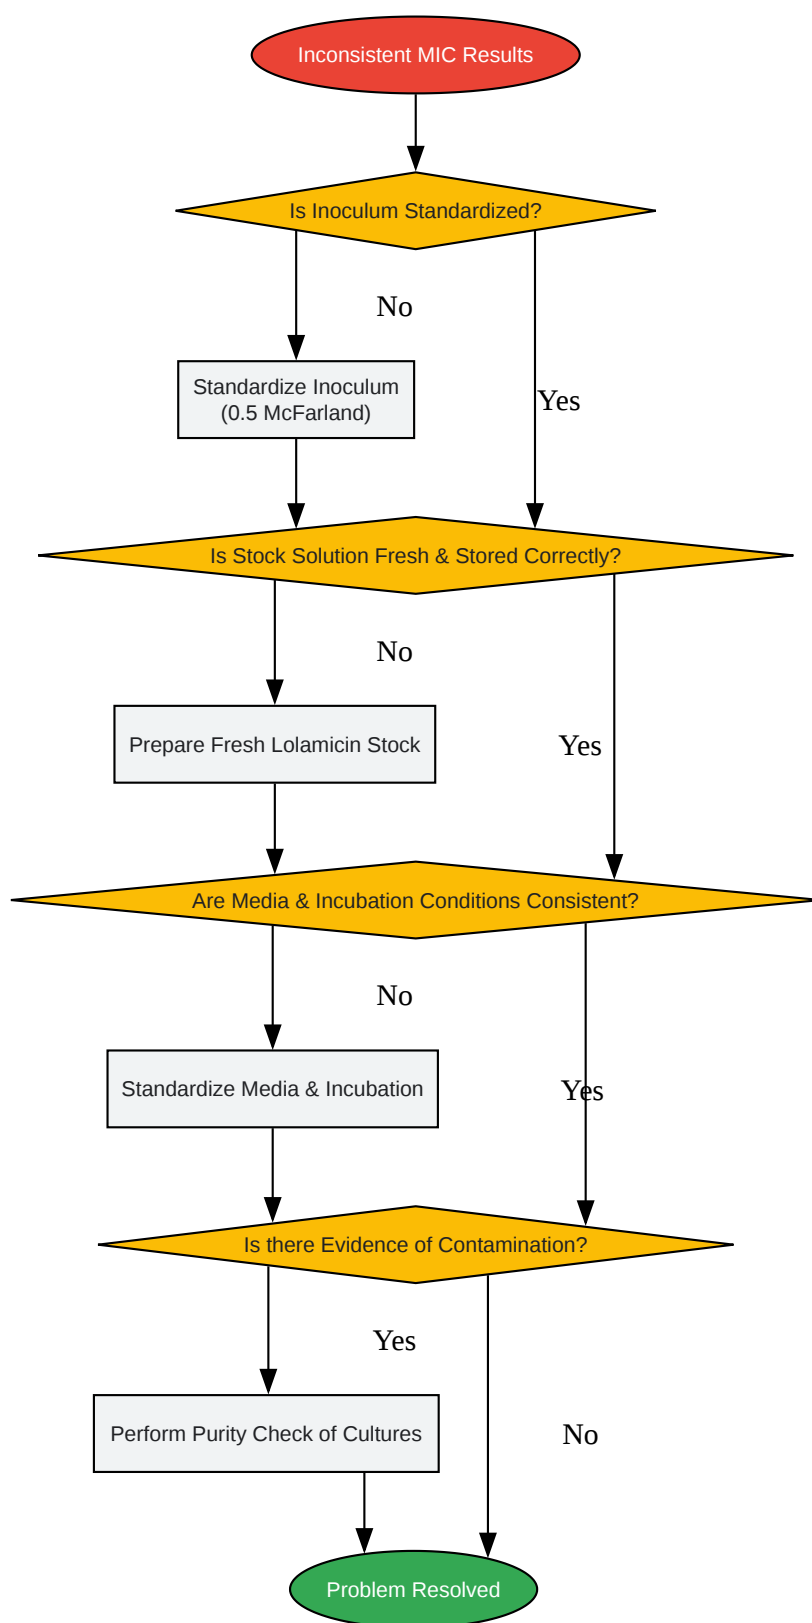 Inconsistent MIC Results
Is Inoculum Standardized?
No
Standardize Inoculum
(0.5 McFarland)
Yes
Is Stock Solution Fresh & Stored Correctly?
No
Prepare Fresh Lolamicin Stock
Yes
Are Media & Incubation Conditions Consistent?
No
Standardize Media & Incubation
Yes
Is there Evidence of Contamination?
Yes
Perform Purity Check of Cultures
No
Problem Resolved